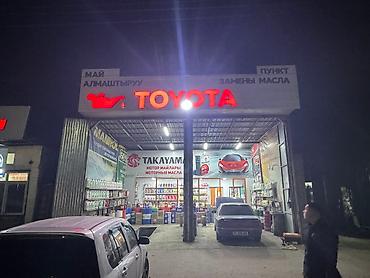 МАЙ
АЛМАШТЫРУУ
ПУНКТ
ЗАМЕНЫ МАСЛА
TOYOTA
TAKAYAMA
МОТОР МАЙЛАРЫ
МОТОРНЫЕ МАСЛА